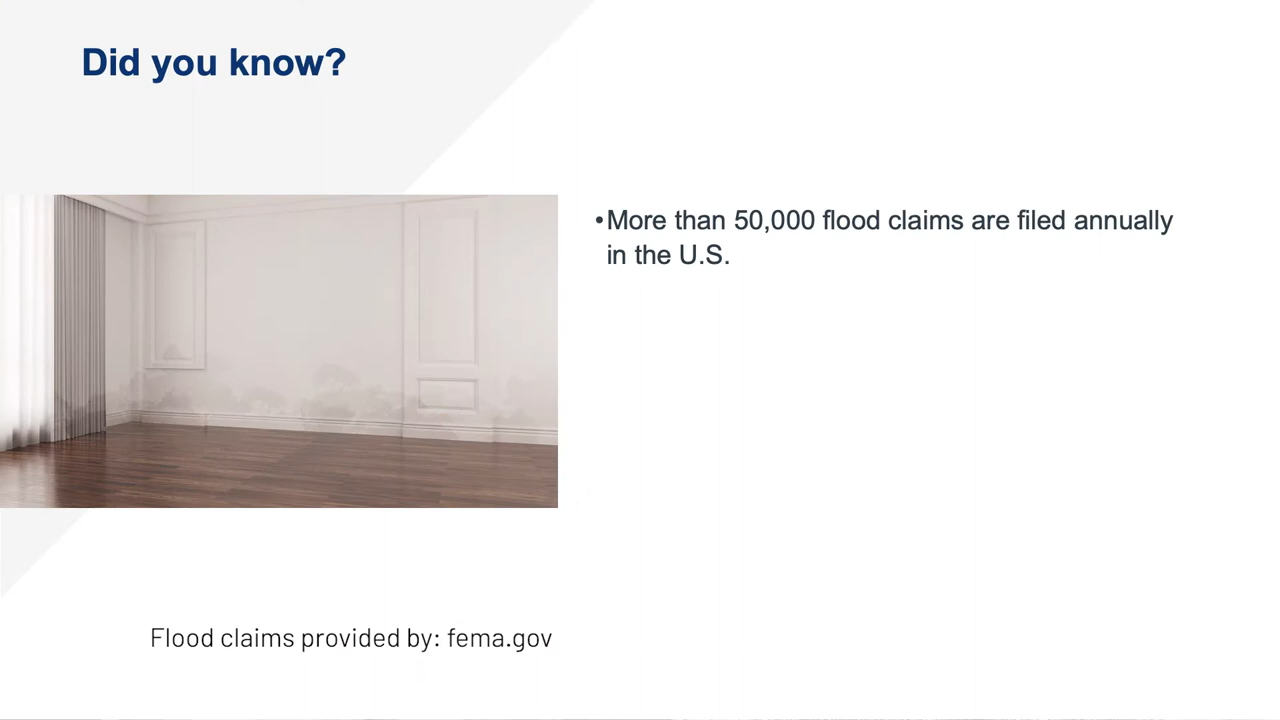 Did you know?
•More than 50,000 flood claims are filed annually
in the U.S.
Flood claims provided by: fema.gov